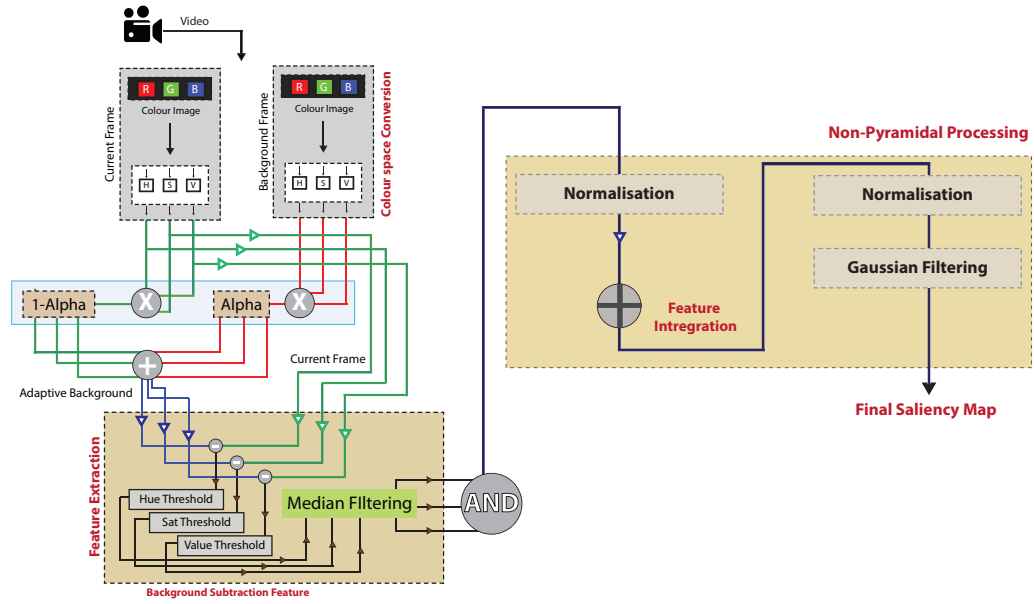 Video
R G B
Colour Image
Current Frame
H S V
R G B
Colour Image
Background Frame
H S V
Colour space Conversion
1-Alpha
X
Alpha
X
+
Adaptive Background
Current Frame
Feature Extraction
-
-
-
Hue Threshold
Sat Threshold
Value Threshold
Median FIltering
Background Subtraction Feature
AND
Non-Pyramidal Processing
Normalisation
Feature
Intregration
Normalisation
Gaussian Filtering
Final Saliency Map